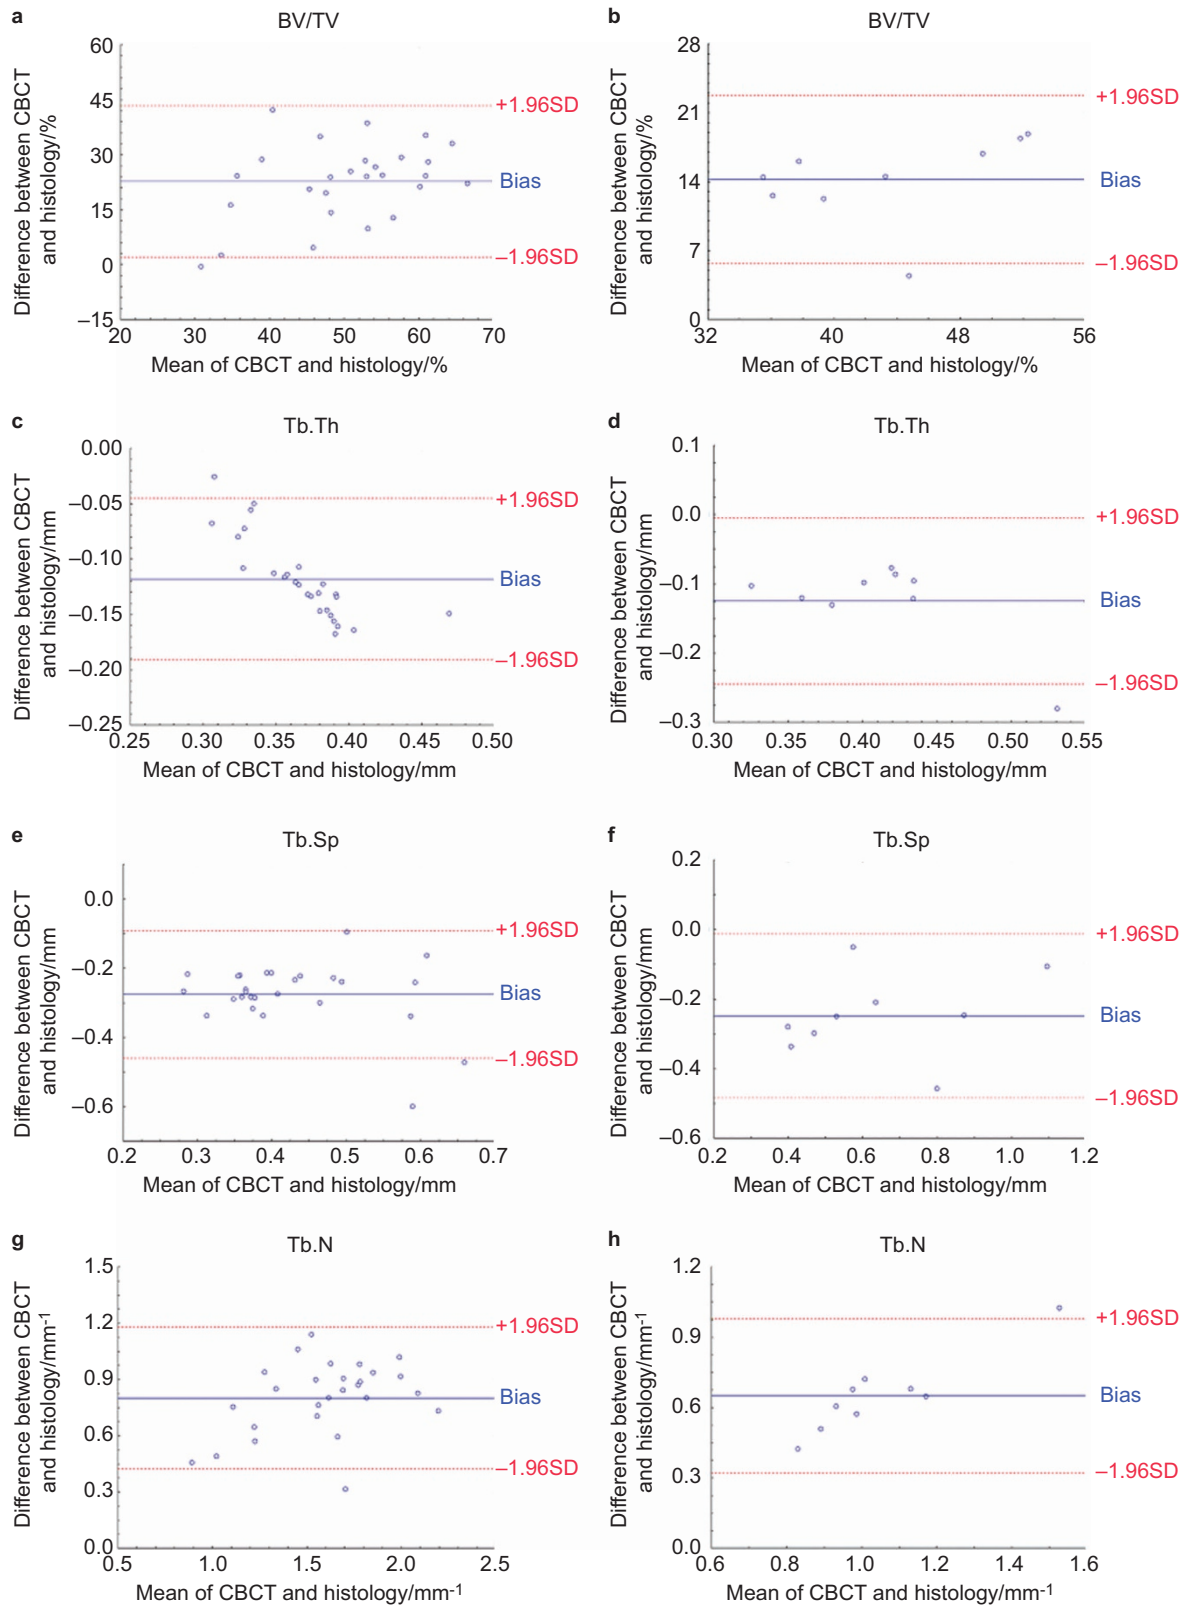 a
BV/TV
Difference between CBCT
and histology/%
60
45
30
15
0
–15
20 30 40 50 60 70
Mean of CBCT and histology/%
+1.96SD
Bias
–1.96SD
b
BV/TV
Difference between CBCT
and histology/%
28
21
14
7
0
32 40 48 56
Mean of CBCT and histology/%
+1.96SD
Bias
–1.96SD
c
Tb.Th
Difference between CBCT
and histology/mm
0.00
–0.05
–0.10
–0.15
–0.20
–0.25
0.25 0.30 0.35 0.40 0.45 0.50
Mean of CBCT and histology/mm
+1.96SD
Bias
–1.96SD
d
Tb.Th
Difference between CBCT
and histology/mm
0.1
0.0
–0.1
–0.2
–0.3
0.30 0.35 0.40 0.45 0.50 0.55
Mean of CBCT and histology/mm
+1.96SD
Bias
–1.96SD
e
Tb.Sp
Difference between CBCT
and histology/mm
0.0
–0.2
–0.4
–0.6
0.2 0.3 0.4 0.5 0.6 0.7
Mean of CBCT and histology/mm
+1.96SD
Bias
–1.96SD
f
Tb.Sp
Difference between CBCT
and histology/mm
0.2
0.0
–0.2
–0.4
–0.6
0.2 0.4 0.6 0.8 1.0 1.2
Mean of CBCT and histology/mm
+1.96SD
Bias
–1.96SD
g
Tb.N
Difference between CBCT
and histology/mm-1
1.5
1.2
0.9
0.6
0.3
0.0
0.5 1.0 1.5 2.0 2.5
Mean of CBCT and histology/mm-1
+1.96SD
Bias
–1.96SD
h
Tb.N
Difference between CBCT
and histology/mm-1
1.2
0.9
0.6
0.3
0.0
0.6 0.8 1.0 1.2 1.4 1.6
Mean of CBCT and histology/mm-1
+1.96SD
Bias
–1.96SD